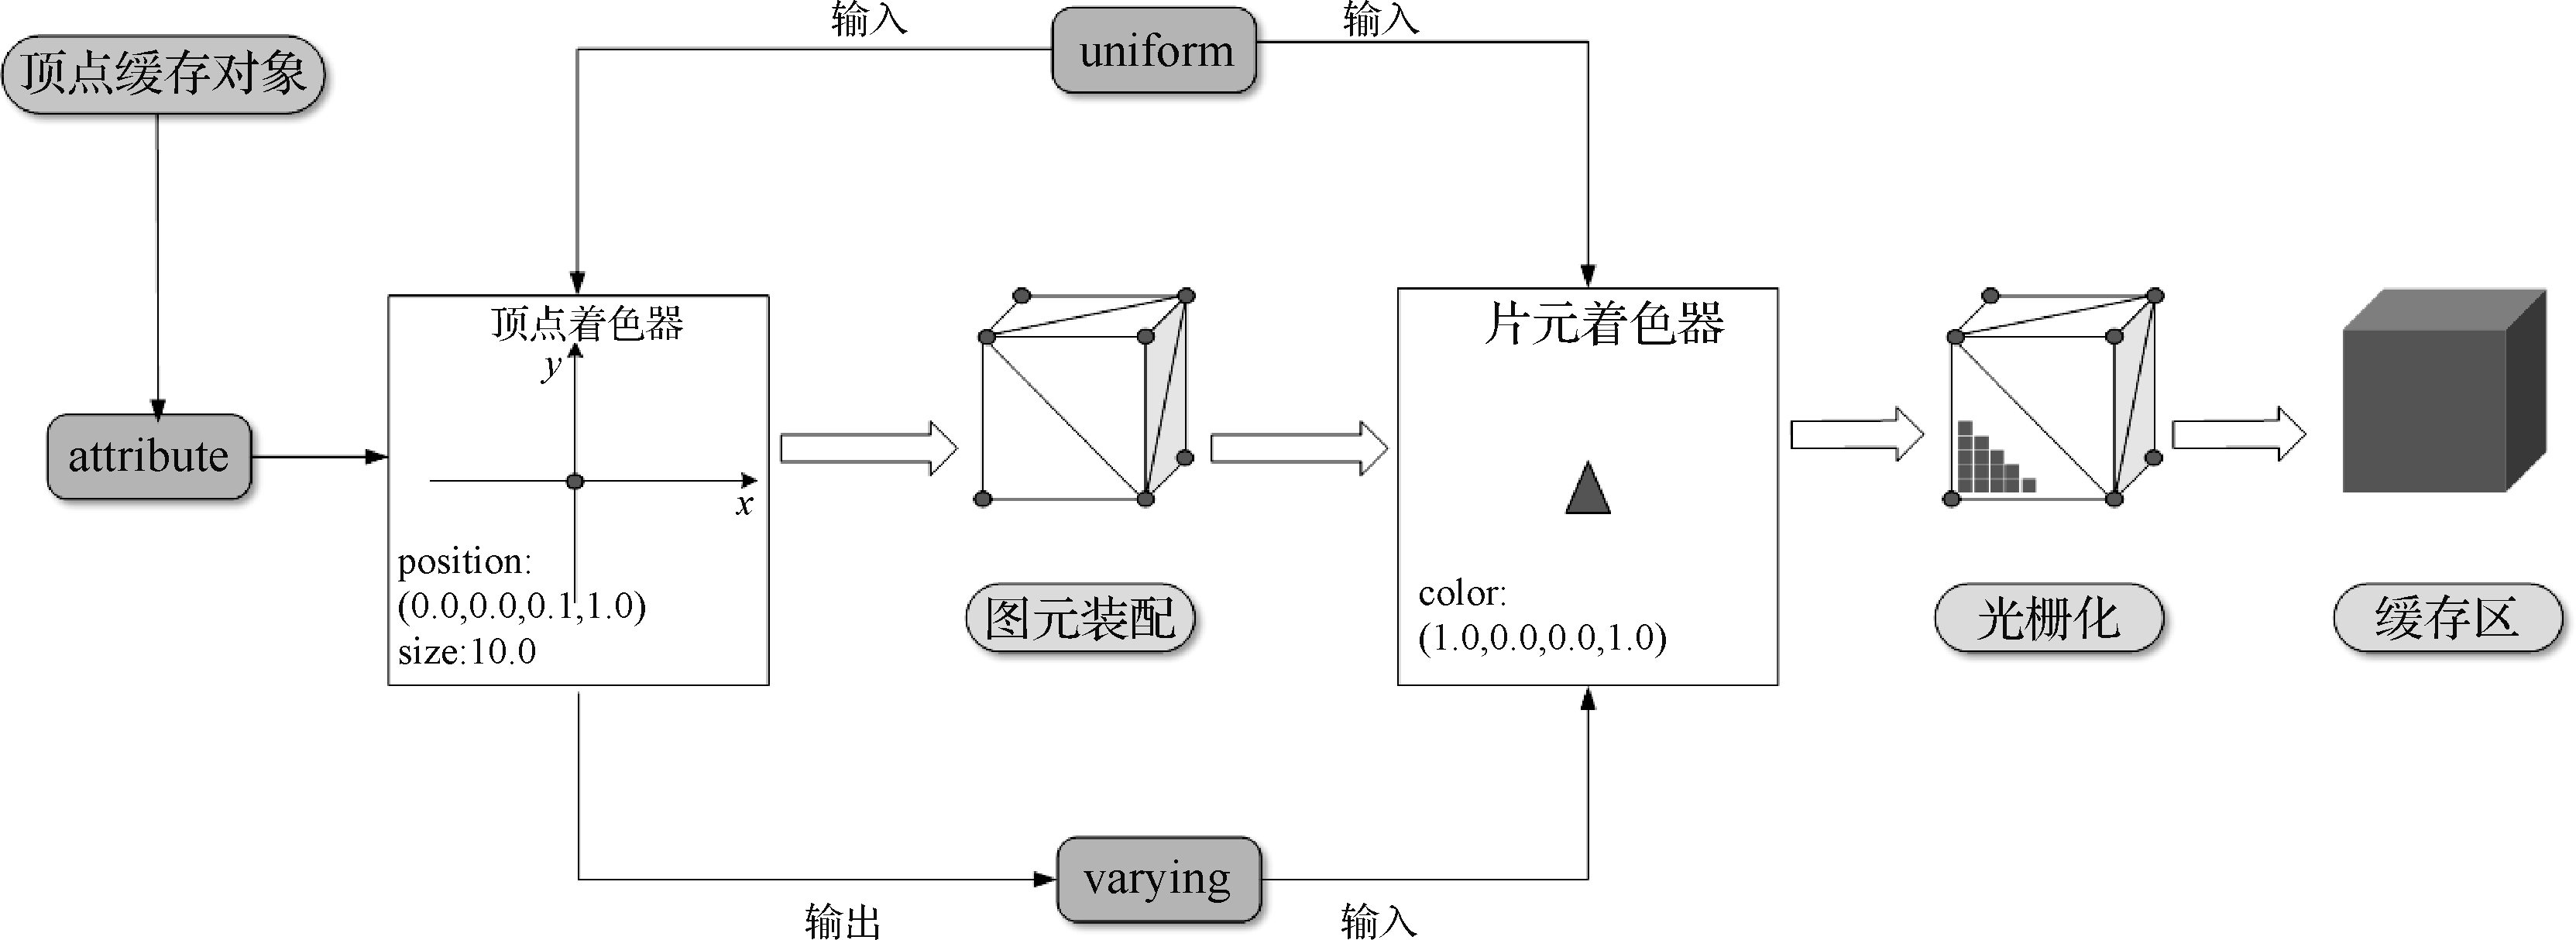 输入
uniform
输入
顶点缓存对象
attribute
顶点着色器
y
x
position:
(0.0,0.0,0.1,1.0)
size:10.0
图元装配
片元着色器
color:
(1.0,0.0,0.0,1.0)
光栅化
缓存区
varying
输出
输入